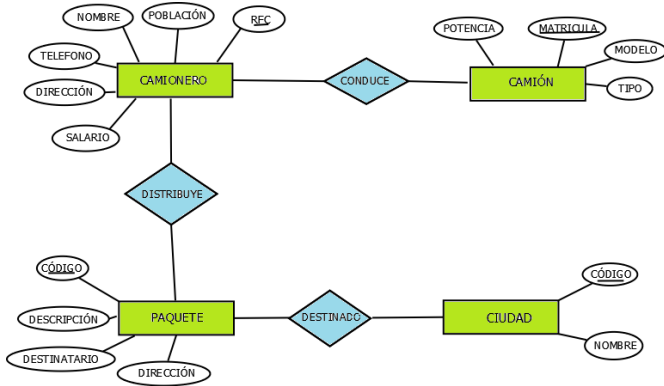 NOMBRE
POBLACIÓN
RFC
TELEFONO
CAMIONERO
DIRECCIÓN
SALARIO
CONDUCE
POTENCIA
MATRICULA
MODELO
CAMIÓN
TIPO
DISTRIBUYE
CÓDIGO
DESCRIPCIÓN
PAQUETE
DESTINATARIO
DIRECCIÓN
DESTINADO
CIUDAD
CÓDIGO
NOMBRE